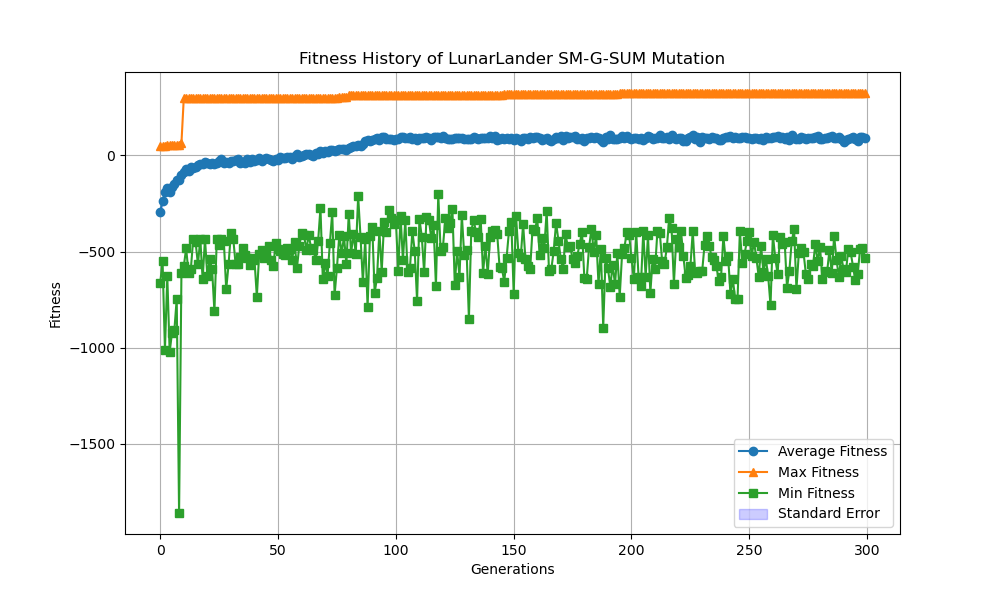 Fitness History of LunarLander SM-G-SUM Mutation
Fitness
0
−500
−1000
−1500
0
50
100
150
200
250
300
Generations
Average Fitness
Max Fitness
Min Fitness
Standard Error